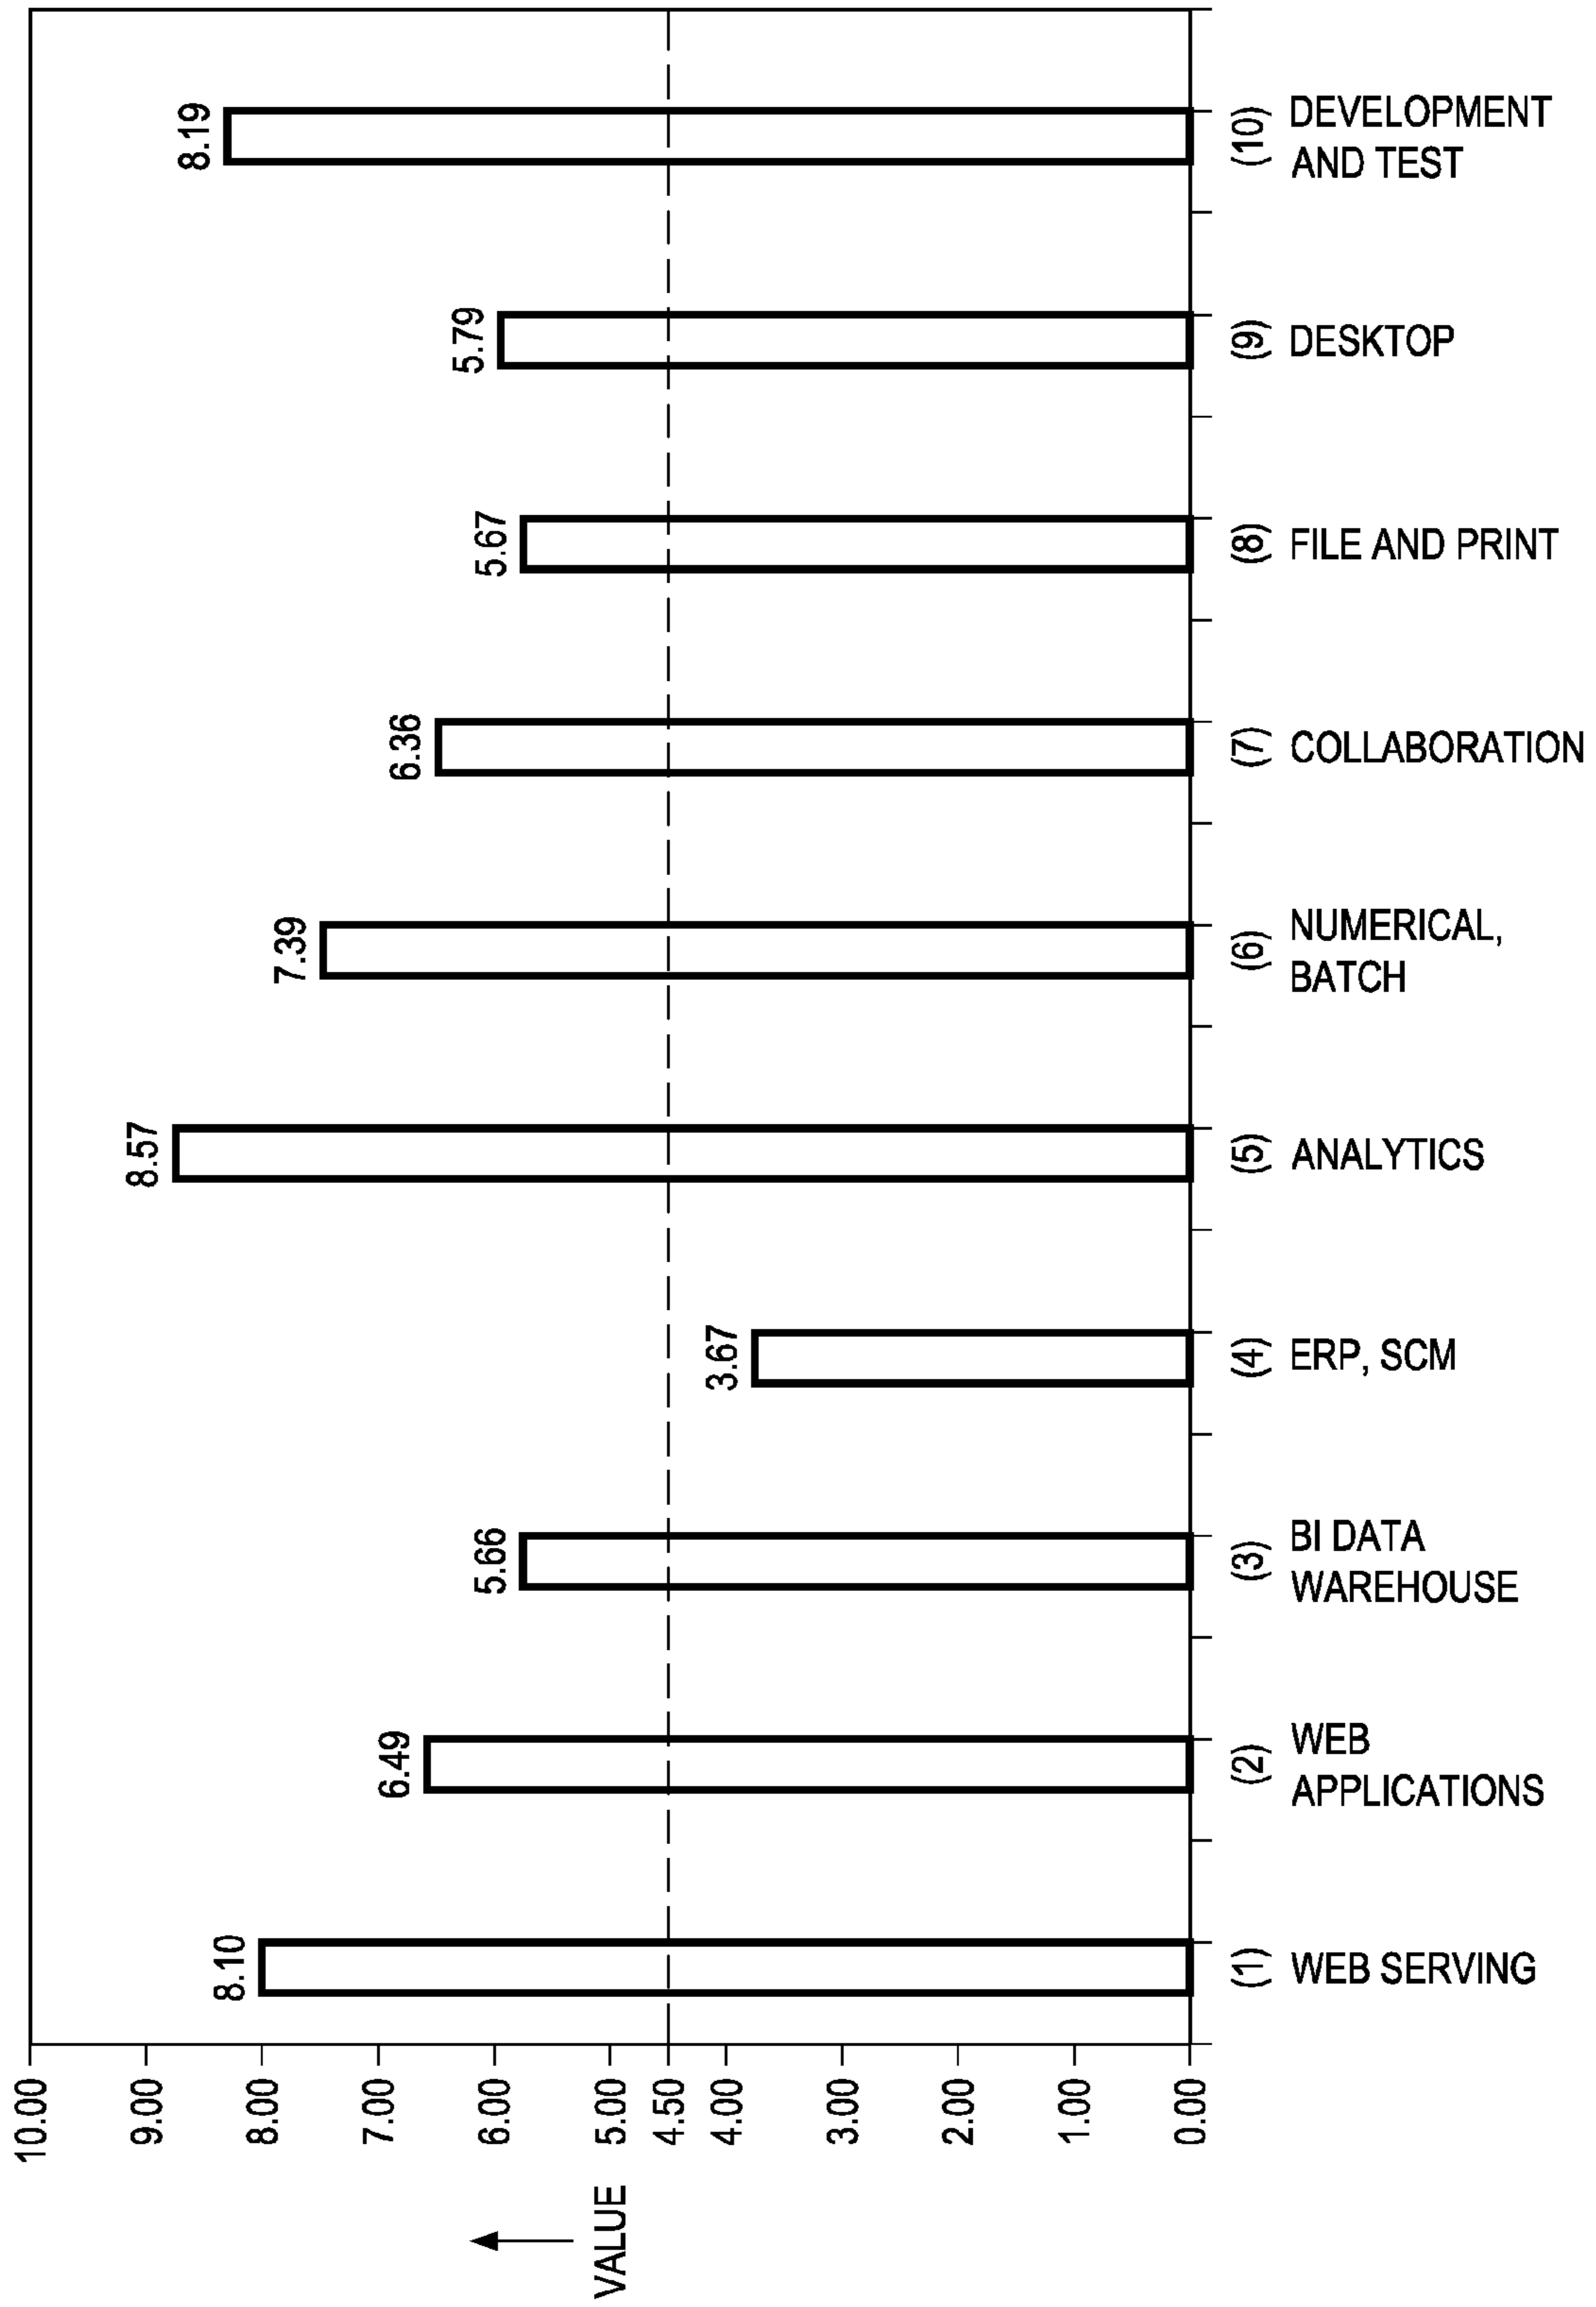 10.00
9.00
8.00
7.00
6.00
5.00
4.50
4.00
3.00
2.00
1.00
0.00
VALUE
8.10
6.49
5.66
3.67
8.57
7.39
6.36
5.67
5.79
8.19
(1)
WEB SERVING
(2)
WEB
APPLICATIONS
(3)
BI DATA
WAREHOUSE
(4)
ERP, SCM
(5)
ANALYTICS
(6)
NUMERICAL,
BATCH
(7)
COLLABORATION
(8)
FILE AND PRINT
(9)
DESKTOP
(10)
DEVELOPMENT
AND TEST